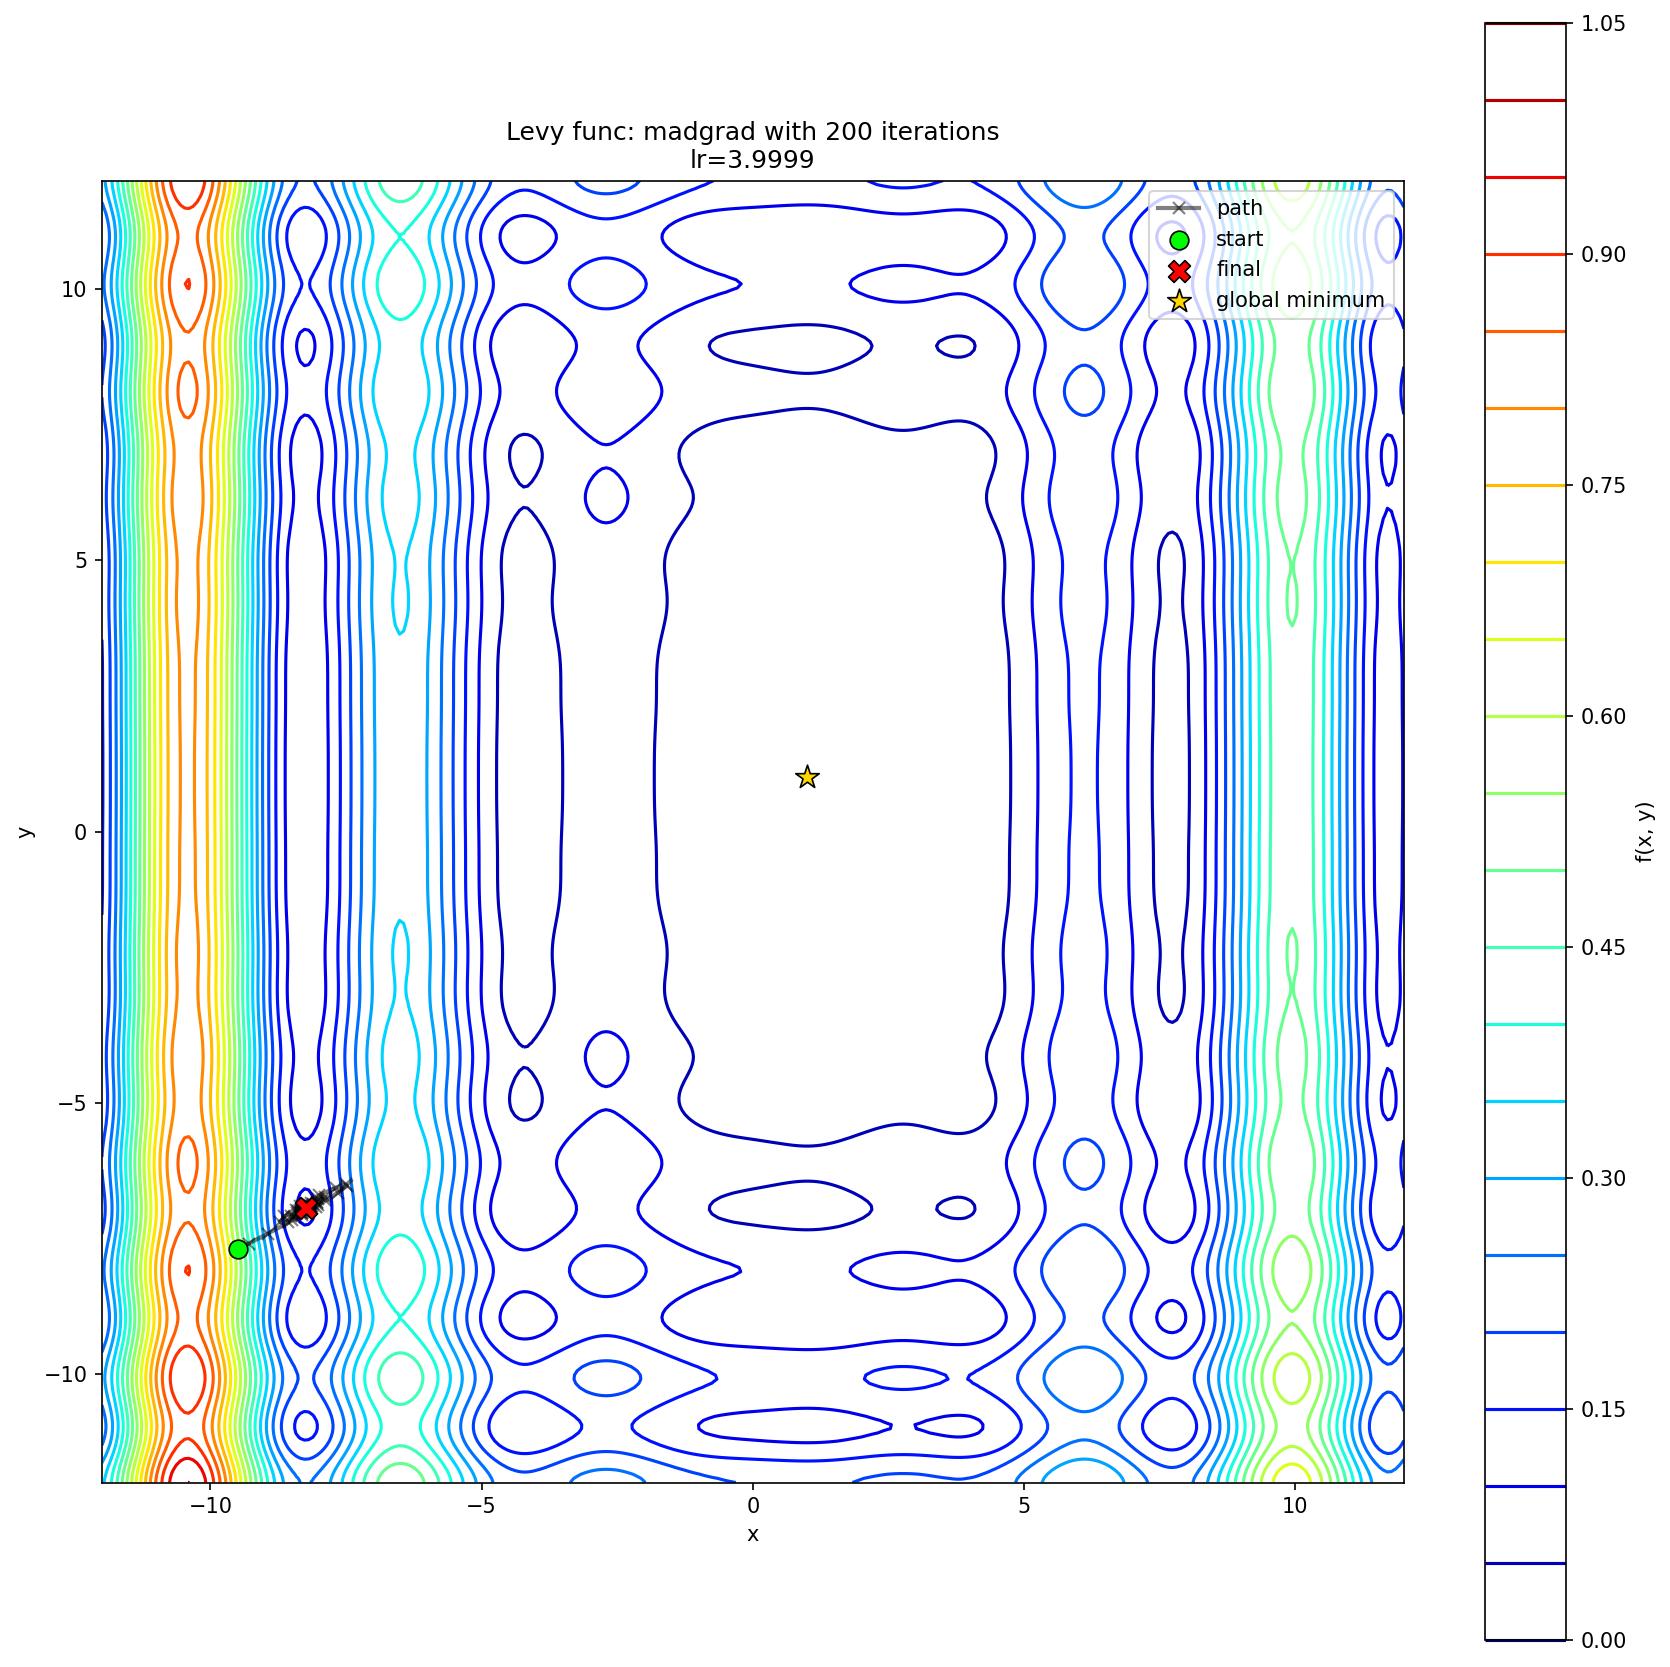 Levy func: madgrad with 200 iterations
lr=3.9999
path
start
final
global minimum
y
10
5
0
−5
−10
−10
−5
0
5
10
x
1.05
0.90
0.75
0.60
0.45
0.30
0.15
0.00
f(x, y)